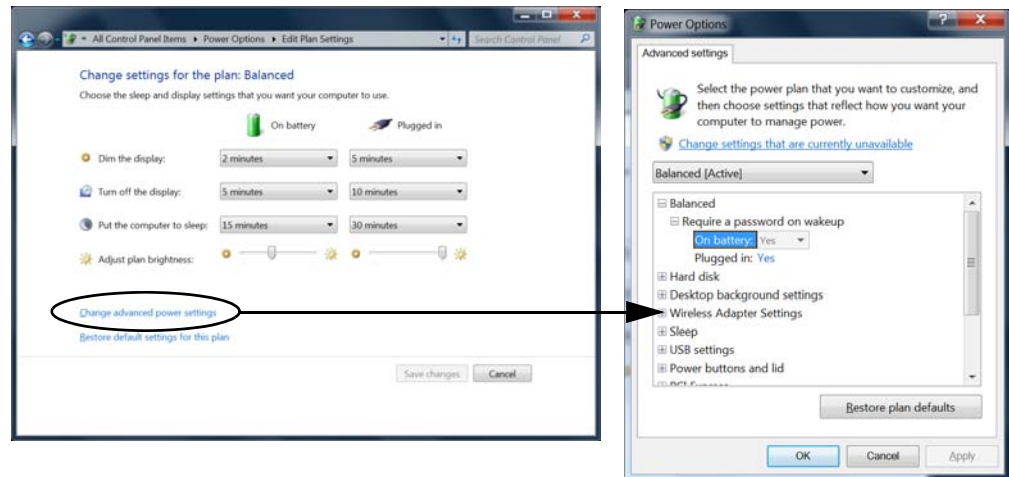 All Control Panel Items ▸ Power Options ▸ Edit Plan Settings
Search Control Panel
Change settings for the plan: Balanced
Choose the sleep and display settings that you want your computer to use.
On battery
Plugged in
Dim the display:
2 minutes
5 minutes
Turn off the display:
5 minutes
10 minutes
Put the computer to sleep:
15 minutes
30 minutes
Adjust plan brightness:
Change advanced power settings
Restore default settings for this plan
Save changes
Cancel
Power Options
Advanced settings
Select the power plan that you want to customize, and
then choose settings that reflect how you want your
computer to manage power.
Change settings that are currently unavailable
Balanced [Active]
Balanced
Require a password on wakeup
On battery: Yes
Plugged in: Yes
Hard disk
Desktop background settings
Wireless Adapter Settings
Sleep
USB settings
Power buttons and lid
Restore plan defaults
OK
Cancel
Apply